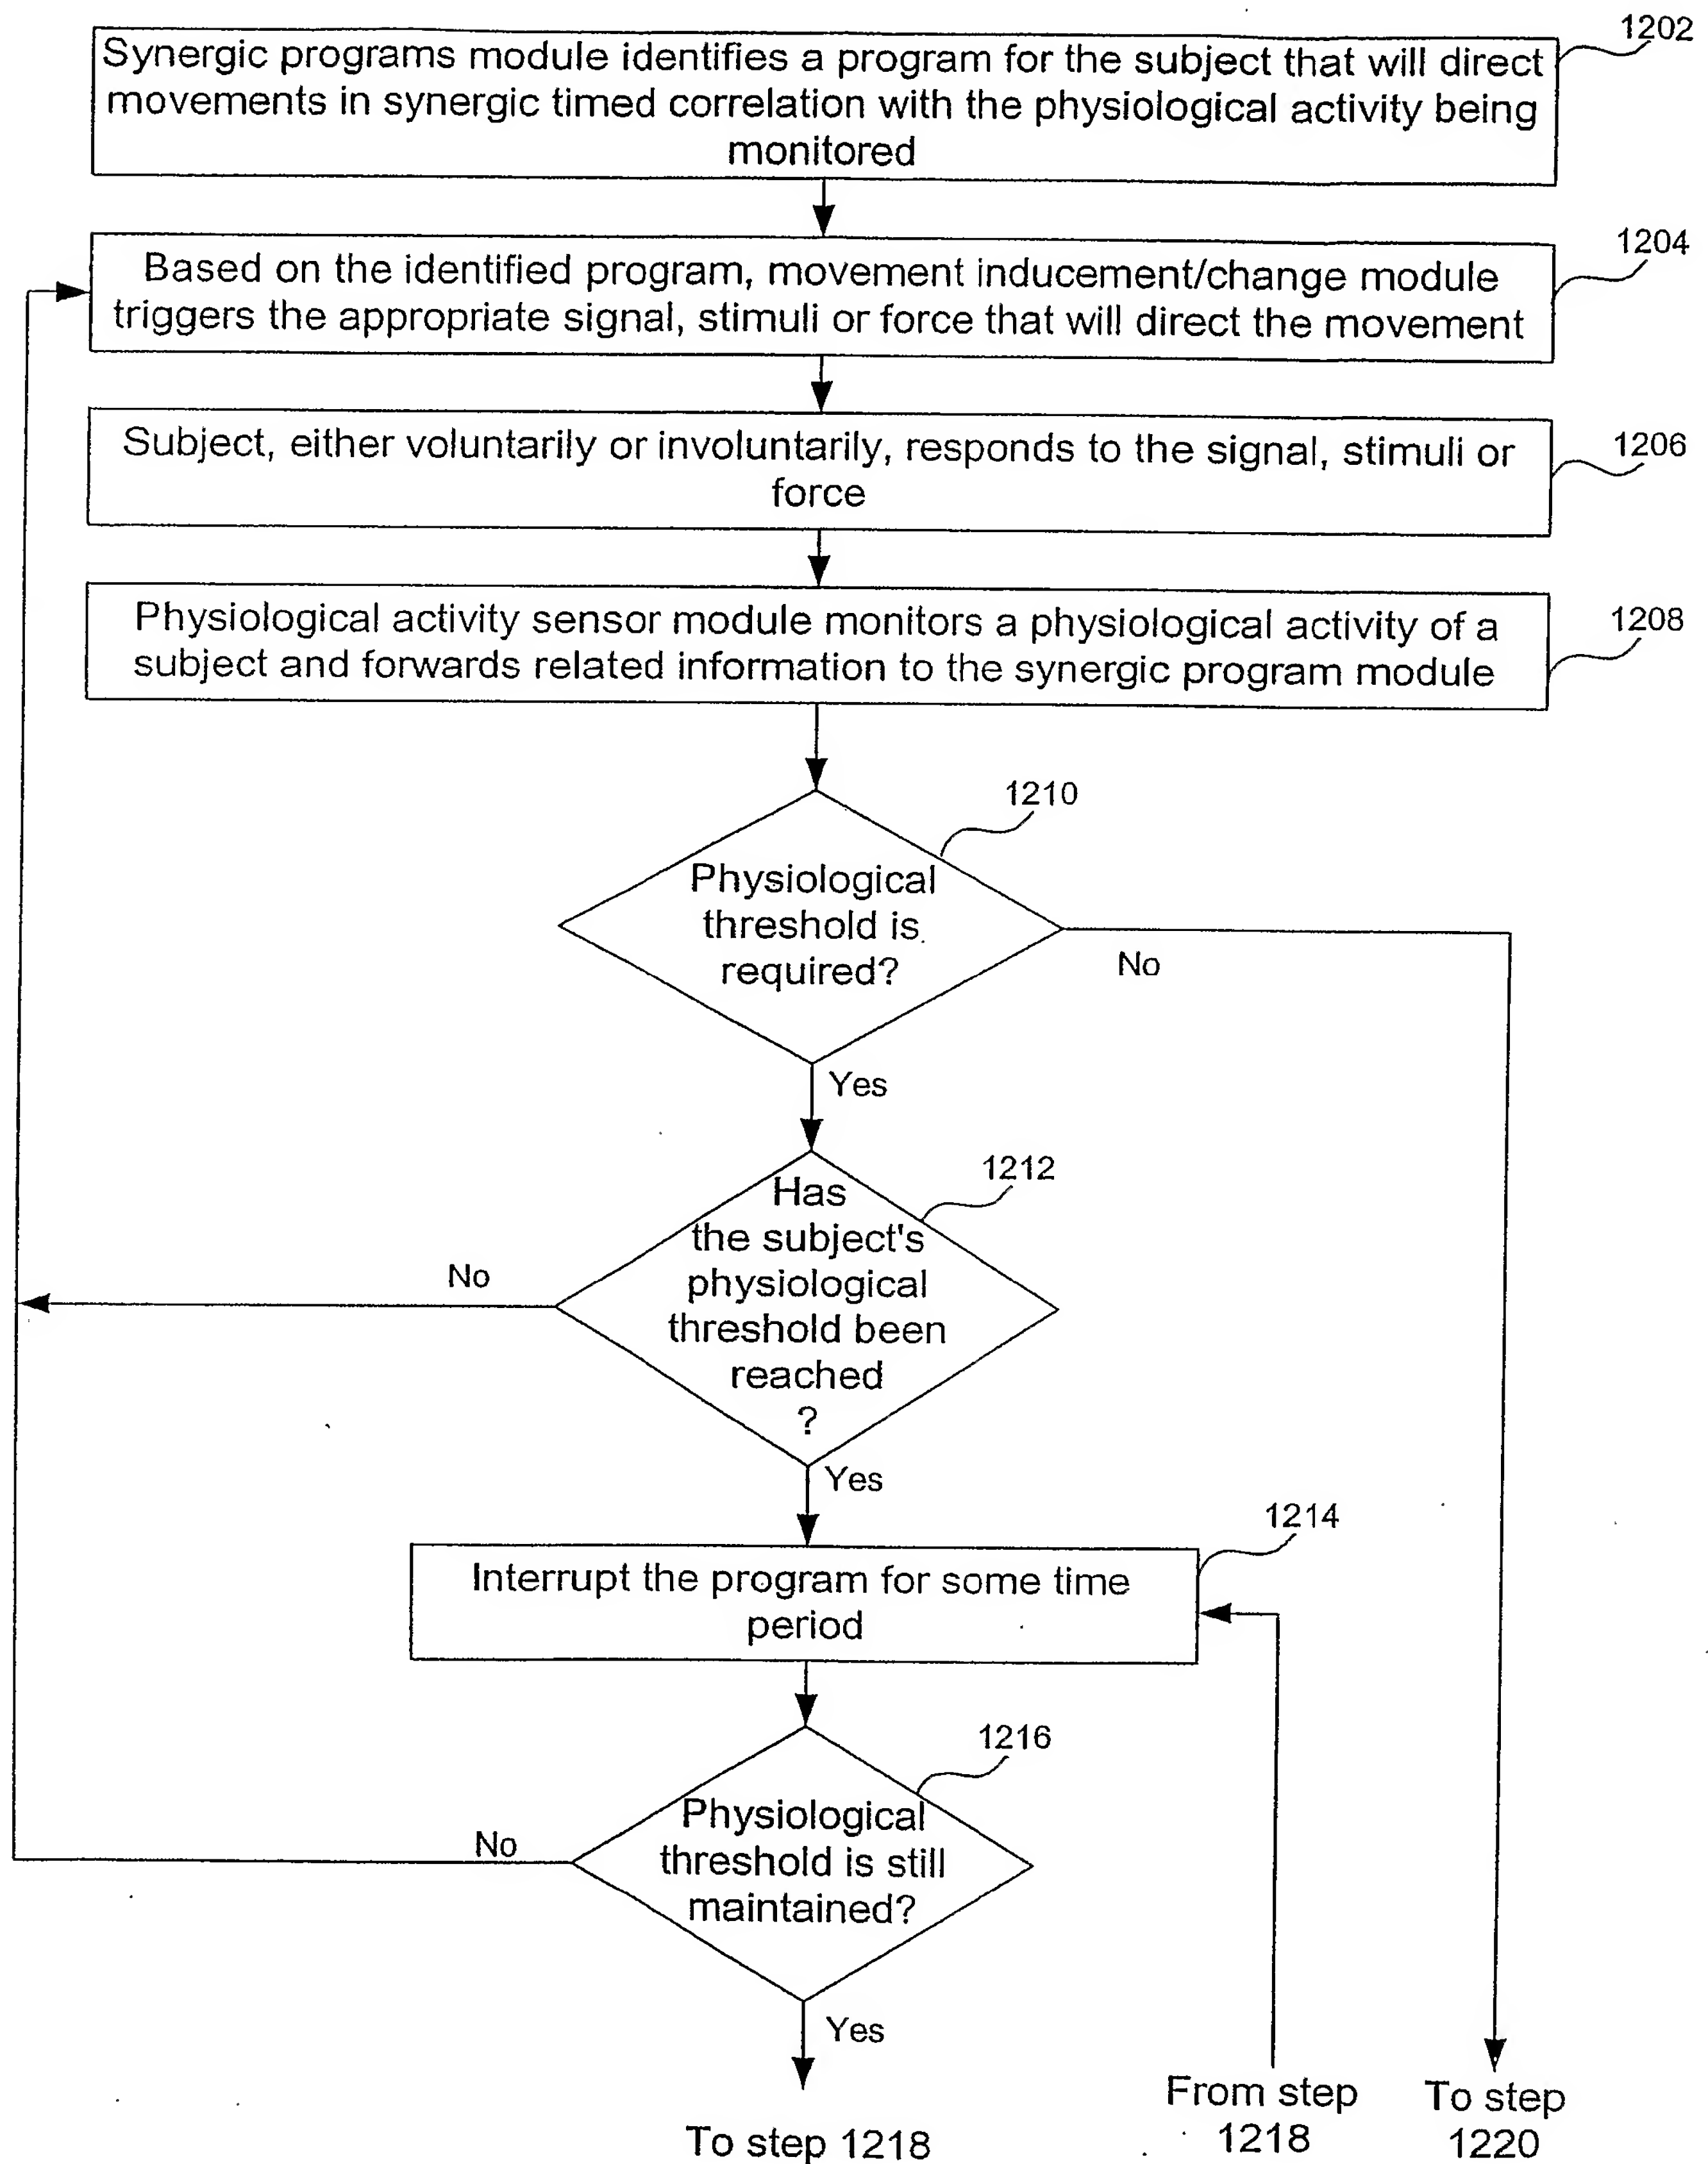 1202
Synergic programs module identifies a program for the subject that will direct
movements in synergic timed correlation with the physiological activity being
monitored
1204
Based on the identified program, movement inducement/change module
triggers the appropriate signal, stimuli or force that will direct the movement
1206
Subject, either voluntarily or involuntarily, responds to the signal, stimuli or
force
1208
Physiological activity sensor module monitors a physiological activity of a
subject and forwards related information to the synergic program module
1210
Physiological
threshold is
required?
No
Yes
1212
Has
the subject's
physiological
threshold been
reached
?
No
Yes
1214
Interrupt the program for some time
period
1216
Physiological
threshold is still
maintained?
No
Yes
To step 1218
From step
1218
To step
1220